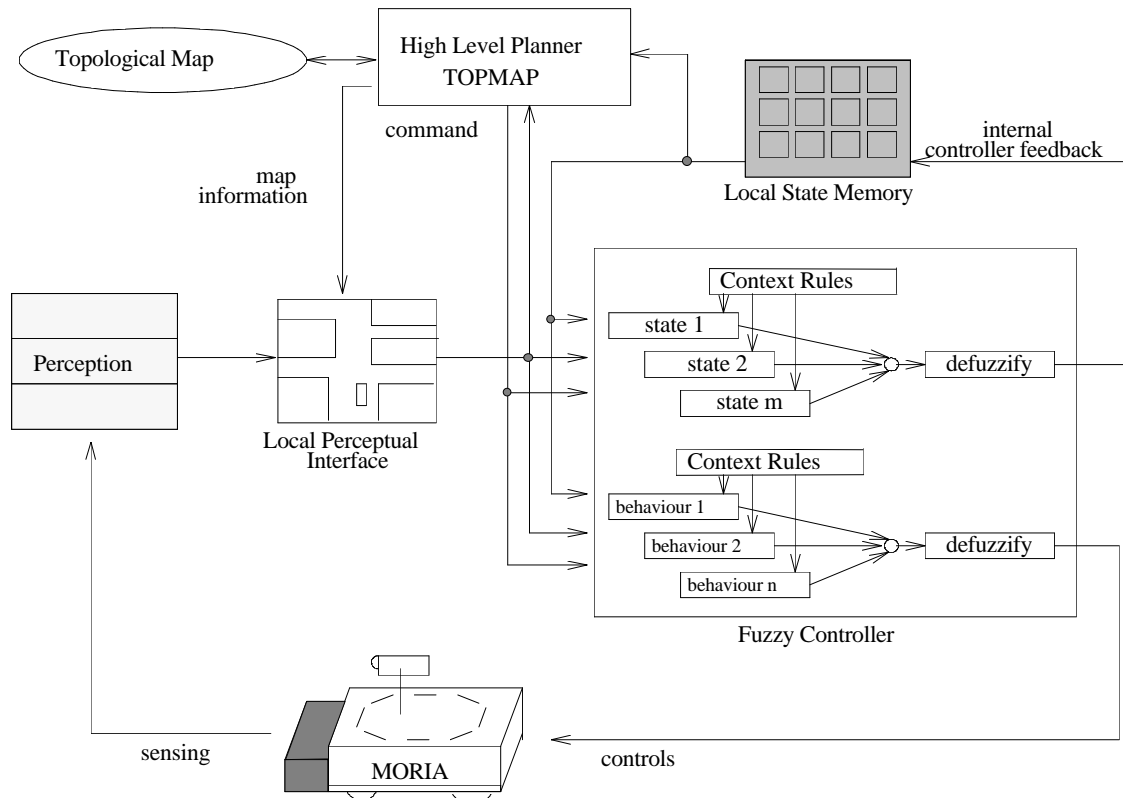 Topological Map
High Level Planner
TOPMAP
command
map
information
internal
controller feedback
Local State Memory
Perception
Local Perceptual
Interface
Context Rules
state 1
state 2
state m
defuzzify
Context Rules
behaviour 1
behaviour 2
behaviour n
defuzzify
Fuzzy Controller
sensing
MORIA
controls